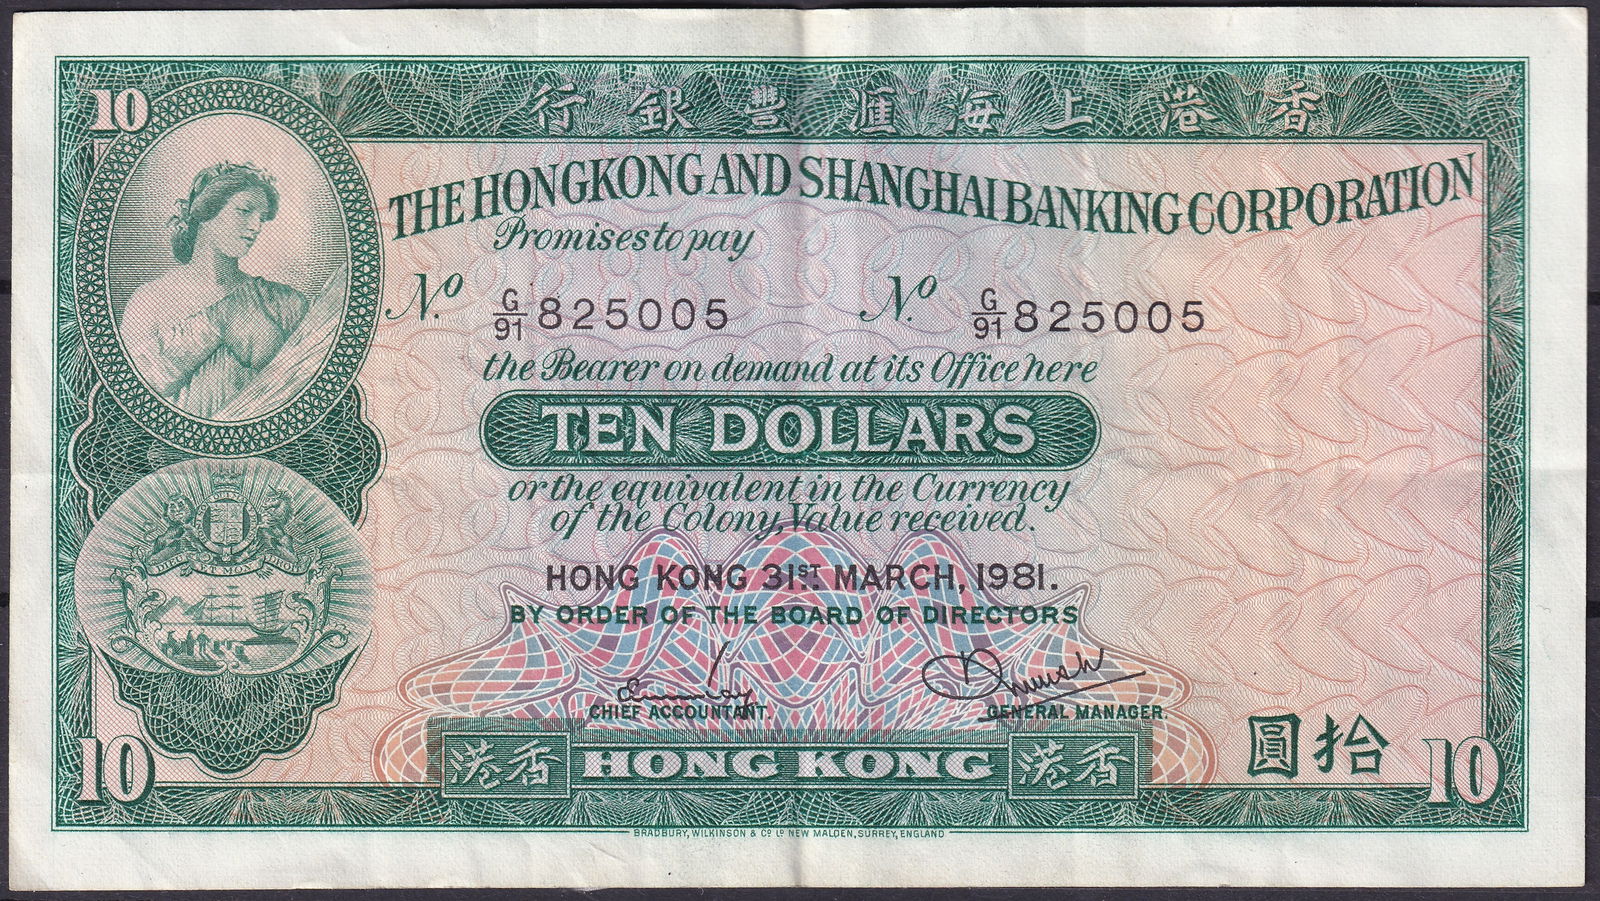 10
行銀豐滙海上港香
THE HONGKONG AND SHANGHAI BANKING CORPORATION
Promises to pay
No. G/91 825005 No. G/91 825005
the Bearer on demand at its Office here
TEN DOLLARS
or the equivalent in the Currency
of the Colony, Value received.
DIEU ET MON DROIT
HONG KONG 31ST MARCH, 1981.
BY ORDER OF THE BOARD OF DIRECTORS
CHIEF ACCOUNTANT. GENERAL MANAGER.
圓拾
10 港香 HONG KONG 港香 10
BRADBURY, WILKINSON & Co. Ld. NEW MALDEN, SURREY, ENGLAND